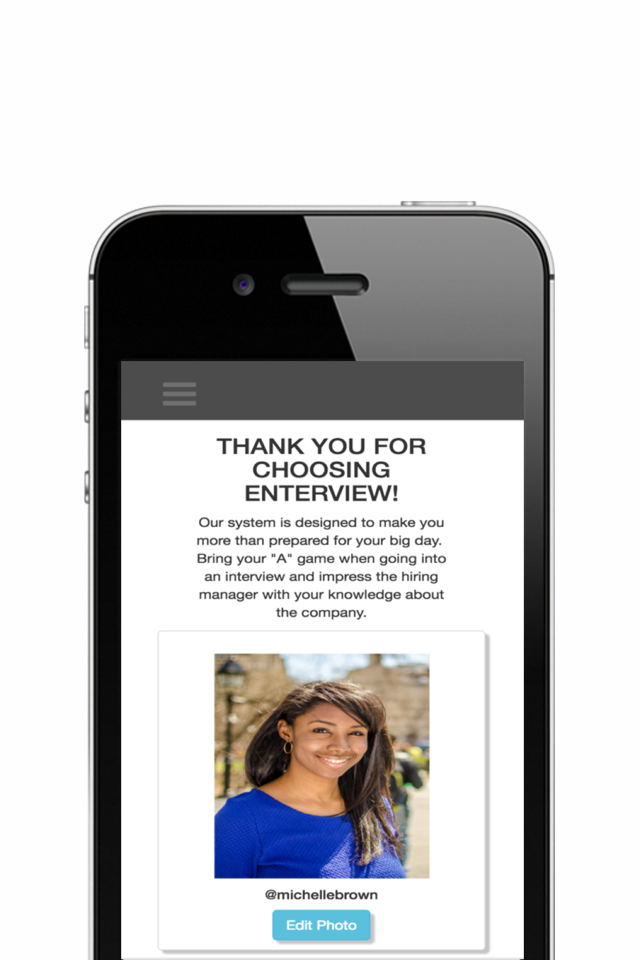 THANK YOU FOR
CHOOSING
ENTERVIEW!
Our system is designed to make you
more than prepared for your big day.
Bring your "A" game when going into
an interview and impress the hiring
manager with your knowledge about
the company.
@michellebrown
Edit Photo